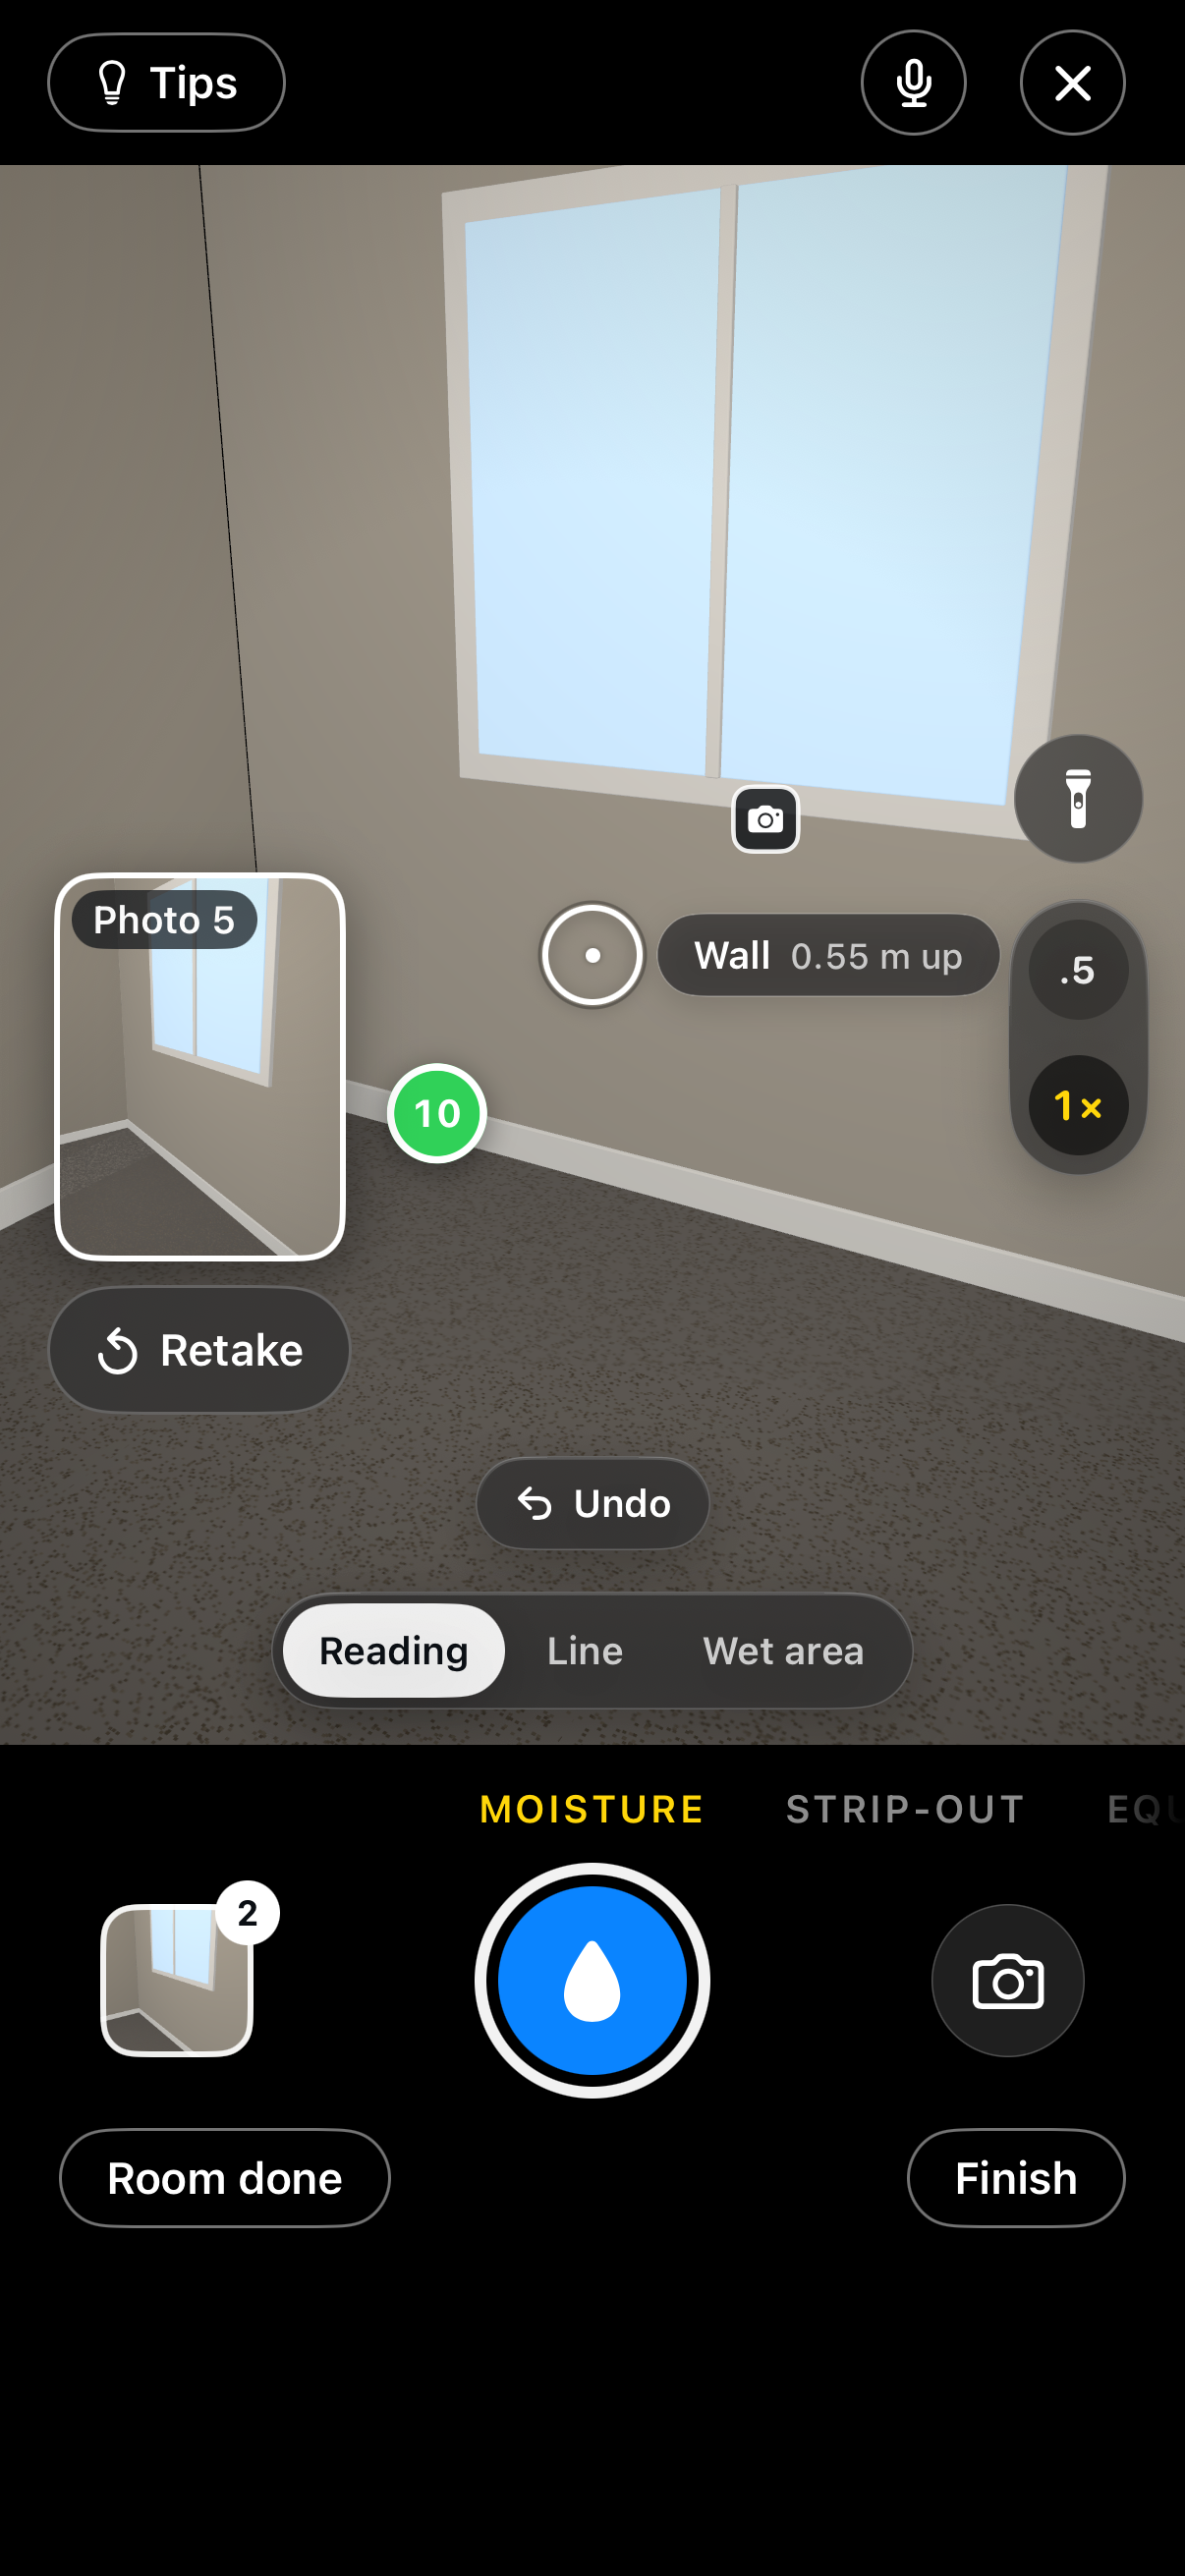 Tips
Photo 5
Wall 0.55 m up
.5
10
1×
Retake
Undo
Reading Line Wet area
MOISTURE STRIP-OUT
2
Room done Finish